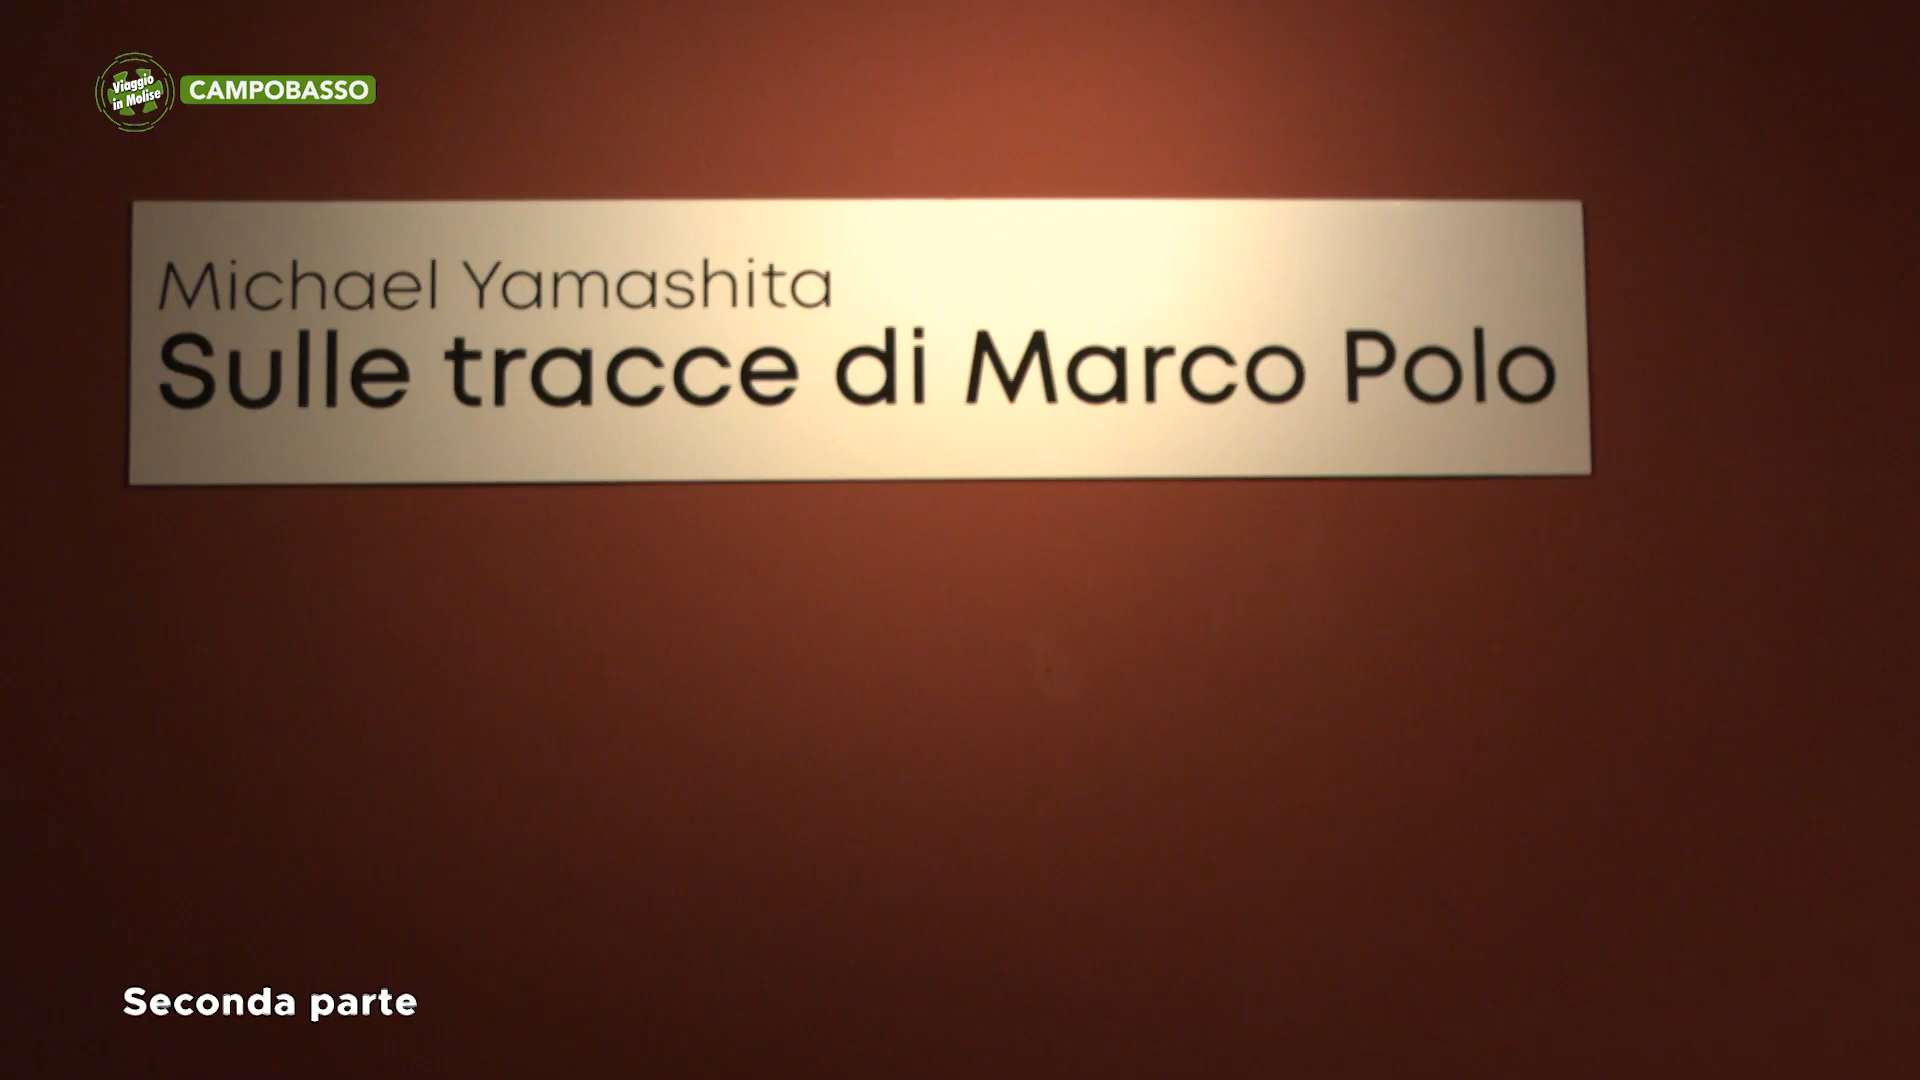 Viaggio
in Molise
CAMPOBASSO
Michael Yamashita
Sulle tracce di Marco Polo
Seconda parte